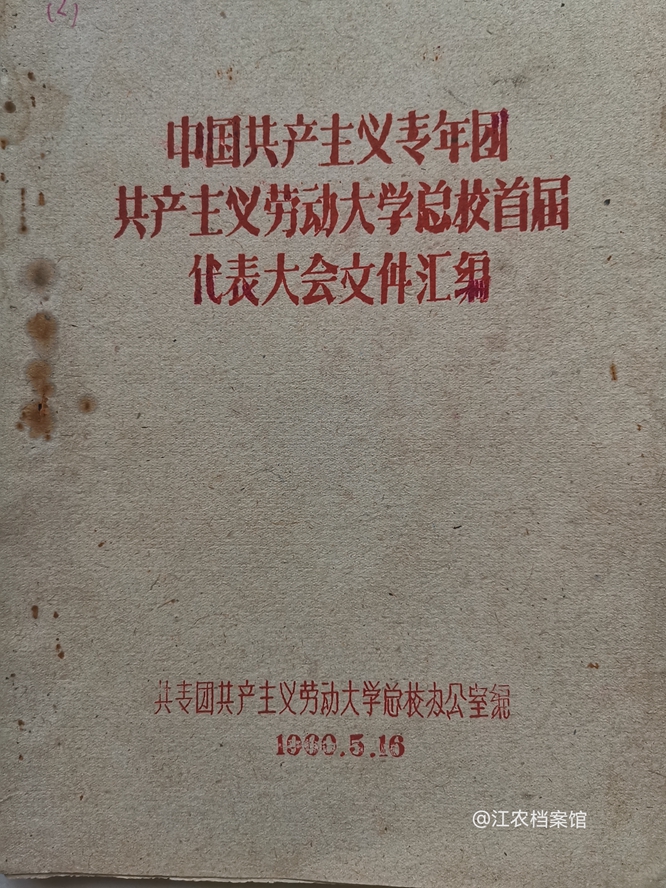 (2)
中国共产主义青年团
共产主义劳动大学总校首届
代表大会文件汇编
共青团共产主义劳动大学总校办公室编
1960.5.16
@江农档案馆